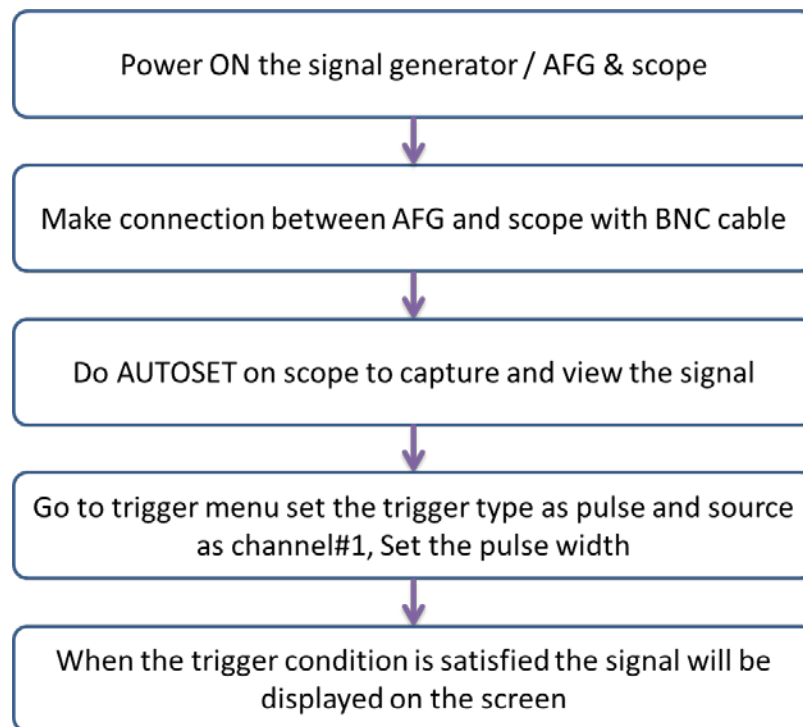 Power ON the signal generator / AFG & scope
Make connection between AFG and scope with BNC cable
Do AUTOSET on scope to capture and view the signal
Go to trigger menu set the trigger type as pulse and source
as channel#1, Set the pulse width
When the trigger condition is satisfied the signal will be
displayed on the screen